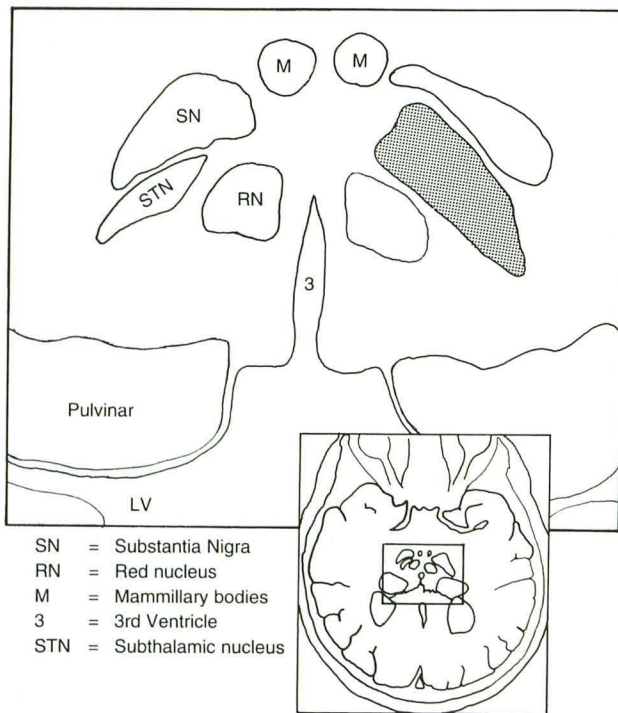 M M
SN
STN RN
3
Pulvinar
LV
SN = Substantia Nigra
RN = Red nucleus
M = Mammillary bodies
3 = 3rd Ventricle
STN = Subthalamic nucleus